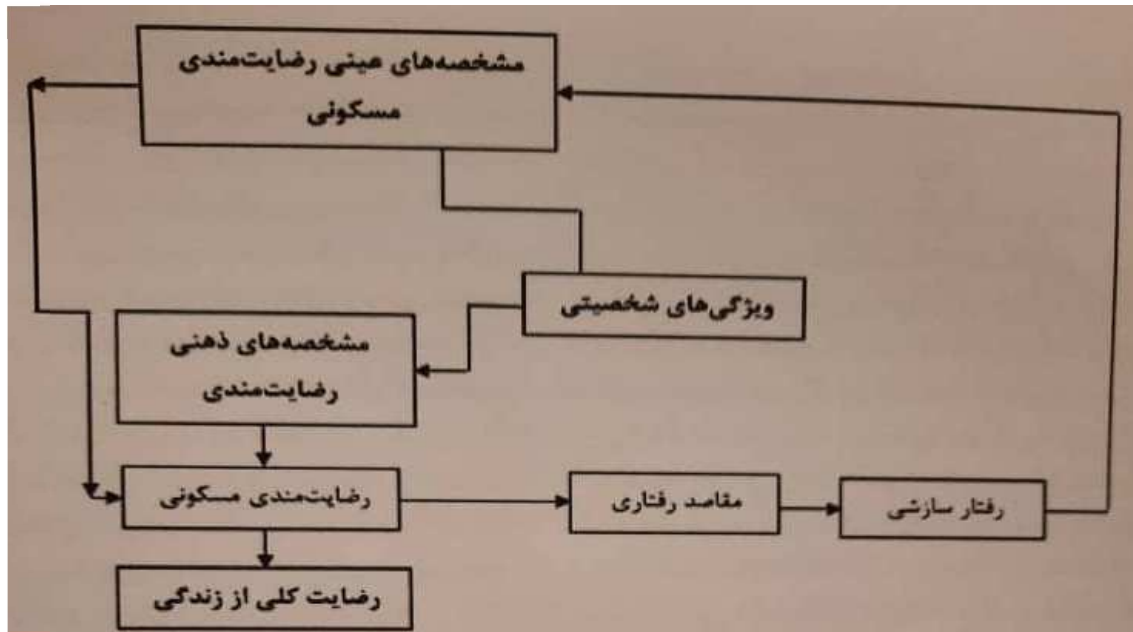 مشخصه‌های عینی رضایت‌مندی
مسکونی
ویژگی‌های شخصیتی
مشخصه‌های ذهنی
رضایت‌مندی
رضایت‌مندی مسکونی
مقاصد رفتاری
رفتار سازشی
رضایت کلی از زندگی